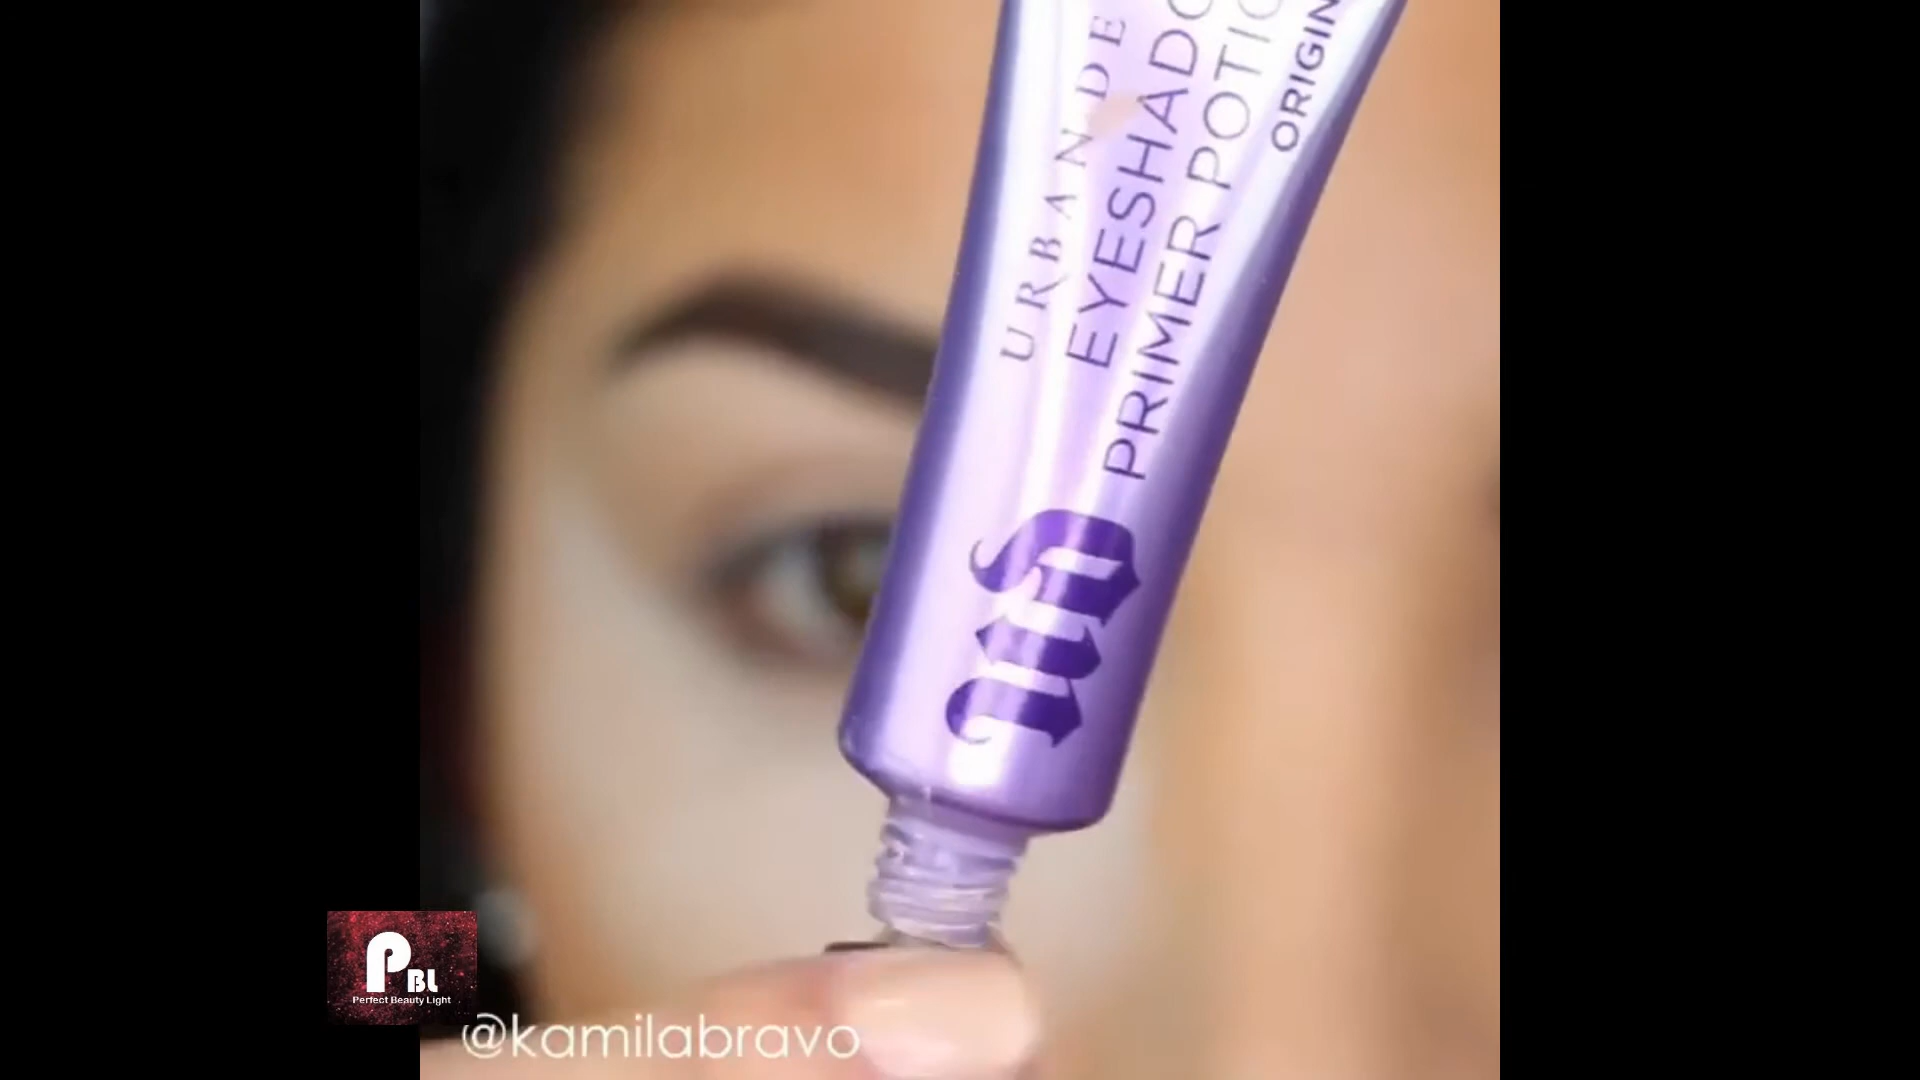 URBAN DE
EYESHADO
PRIMER POTIO
ORIGIN
UD
PBL
Perfect Beauty Light
@kamilabravo